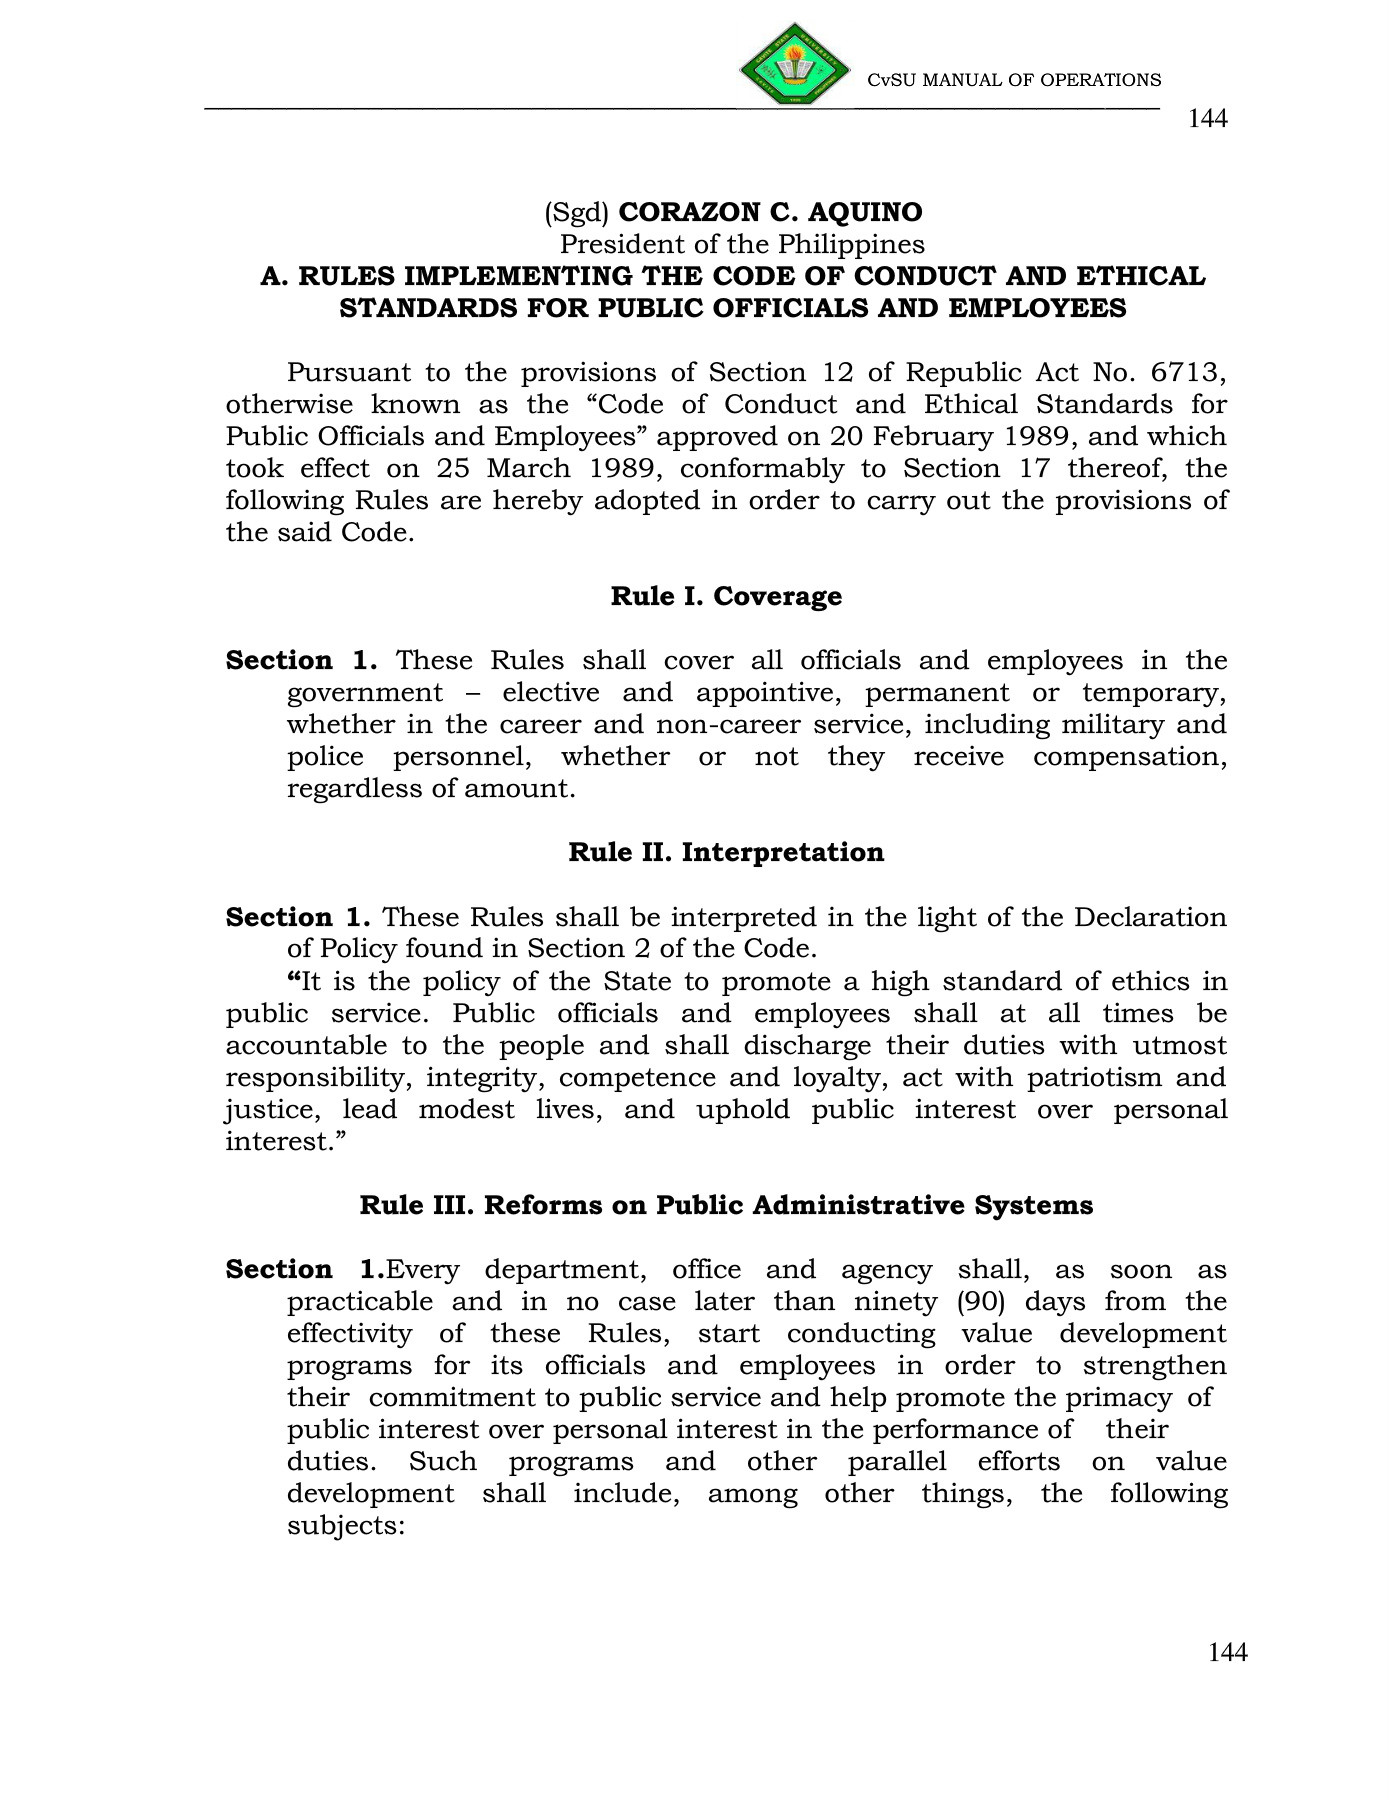 CvSU MANUAL OF OPERATIONS
144
(Sgd) CORAZON C. AQUINO
President of the Philippines
A. RULES IMPLEMENTING THE CODE OF CONDUCT AND ETHICAL
STANDARDS FOR PUBLIC OFFICIALS AND EMPLOYEES
Pursuant to the provisions of Section 12 of Republic Act No. 6713,
otherwise known as the “Code of Conduct and Ethical Standards for
Public Officials and Employees” approved on 20 February 1989, and which
took effect on 25 March 1989, conformably to Section 17 thereof, the
following Rules are hereby adopted in order to carry out the provisions of
the said Code.
Rule I. Coverage
Section 1. These Rules shall cover all officials and employees in the
government – elective and appointive, permanent or temporary,
whether in the career and non-career service, including military and
police personnel, whether or not they receive compensation,
regardless of amount.
Rule II. Interpretation
Section 1. These Rules shall be interpreted in the light of the Declaration
of Policy found in Section 2 of the Code.
“It is the policy of the State to promote a high standard of ethics in
public service. Public officials and employees shall at all times be
accountable to the people and shall discharge their duties with utmost
responsibility, integrity, competence and loyalty, act with patriotism and
justice, lead modest lives, and uphold public interest over personal
interest.”
Rule III. Reforms on Public Administrative Systems
Section 1.Every department, office and agency shall, as soon as
practicable and in no case later than ninety (90) days from the
effectivity of these Rules, start conducting value development
programs for its officials and employees in order to strengthen
their commitment to public service and help promote the primacy of
public interest over personal interest in the performance of their
duties. Such programs and other parallel efforts on value
development shall include, among other things, the following
subjects:
144